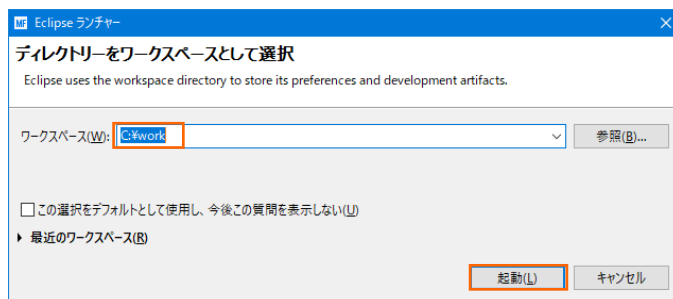 MF Eclipse ランチャー
ディレクトリーをワークスペースとして選択
Eclipse uses the workspace directory to store its preferences and development artifacts.
ワークスペース(W): C:¥work 参照(B)...
この選択をデフォルトとして使用し、今後この質問を表示しない(U)
最近のワークスペース(R)
起動(L) キャンセル